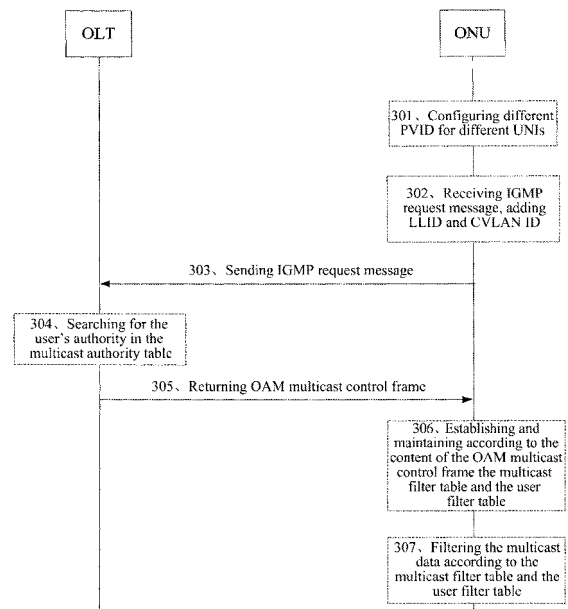 OLT
ONU
301、Configuring different
PVID for different UNIs
302、Receiving IGMP
request message, adding
LLID and CVLAN ID
303、Sending IGMP request message
304、Searching for the
user's authority in the
multicast authority table
305、Returning OAM multicast control frame
306、Establishing and
maintaining according to the
content of the OAM multicast
control frame the multicast
filter table and the user
filter table
307、Filtering the multicast
data according to the
multicast filter table and the
user filter table